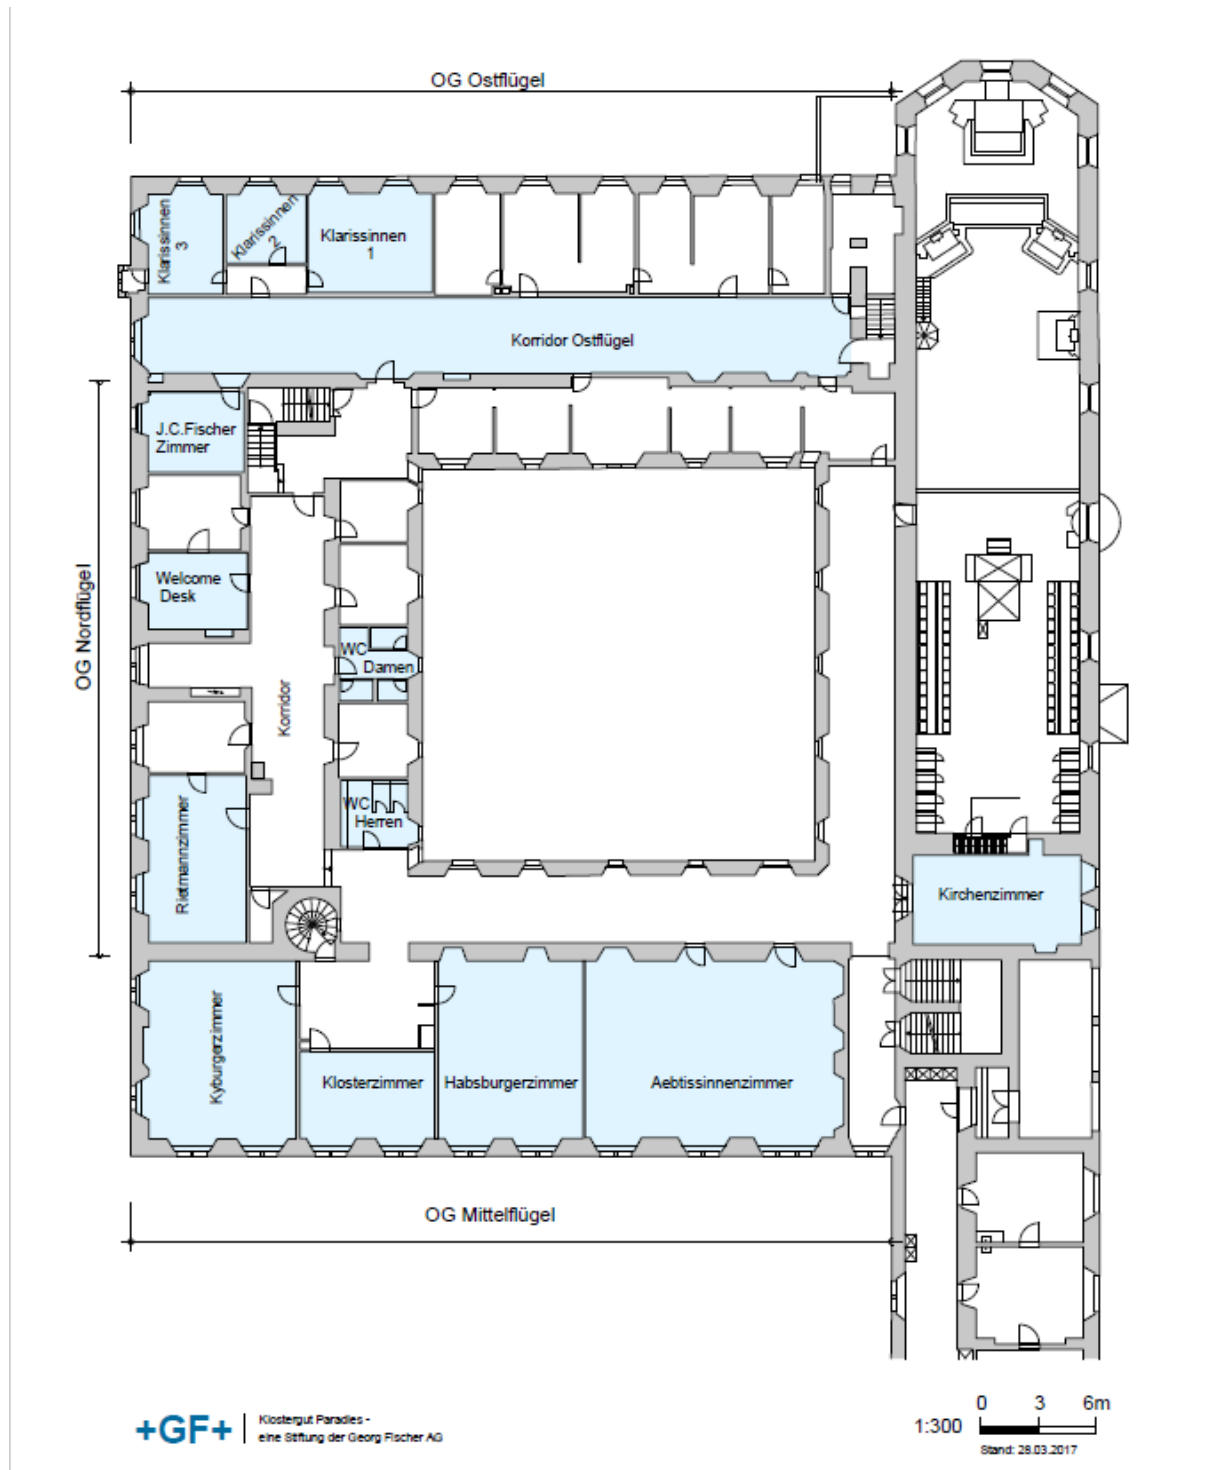 OG Ostflügel
Klarissinnen
3
Klarissinnen
2
Klarissinnen
1
Korridor Ostflügel
J.C.Fischer
Zimmer
Welcome
Desk
OG Nordflügel
Korridor
WC
Damen
WC
Herren
Rietmannzimmer
Kirchenzimmer
Kyburgerzimmer
Klosterzimmer
Habsburgerzimmer
Aebtissinnenzimmer
OG Mittelflügel
+GF+
Klostergut Paradies -
eine Stiftung der Georg Fischer AG
1:300
0 3 6m
Stand: 28.03.2017